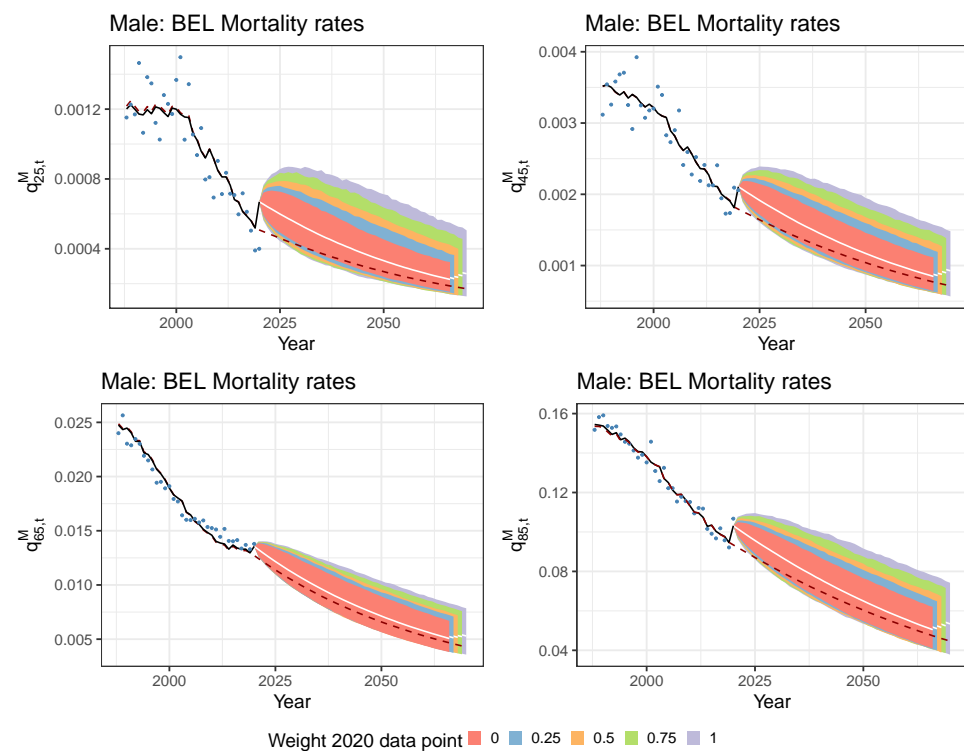 Male: BEL Mortality rates
Male: BEL Mortality rates
q^M_25,t
0.0012
0.0008
0.0004
2000 2025 2050
Year
q^M_45,t
0.004
0.003
0.002
0.001
2000 2025 2050
Year
Male: BEL Mortality rates
Male: BEL Mortality rates
q^M_65,t
0.025
0.020
0.015
0.010
0.005
2000 2025 2050
Year
q^M_85,t
0.16
0.12
0.08
0.04
2000 2025 2050
Year
Weight 2020 data point 0 0.25 0.5 0.75 1